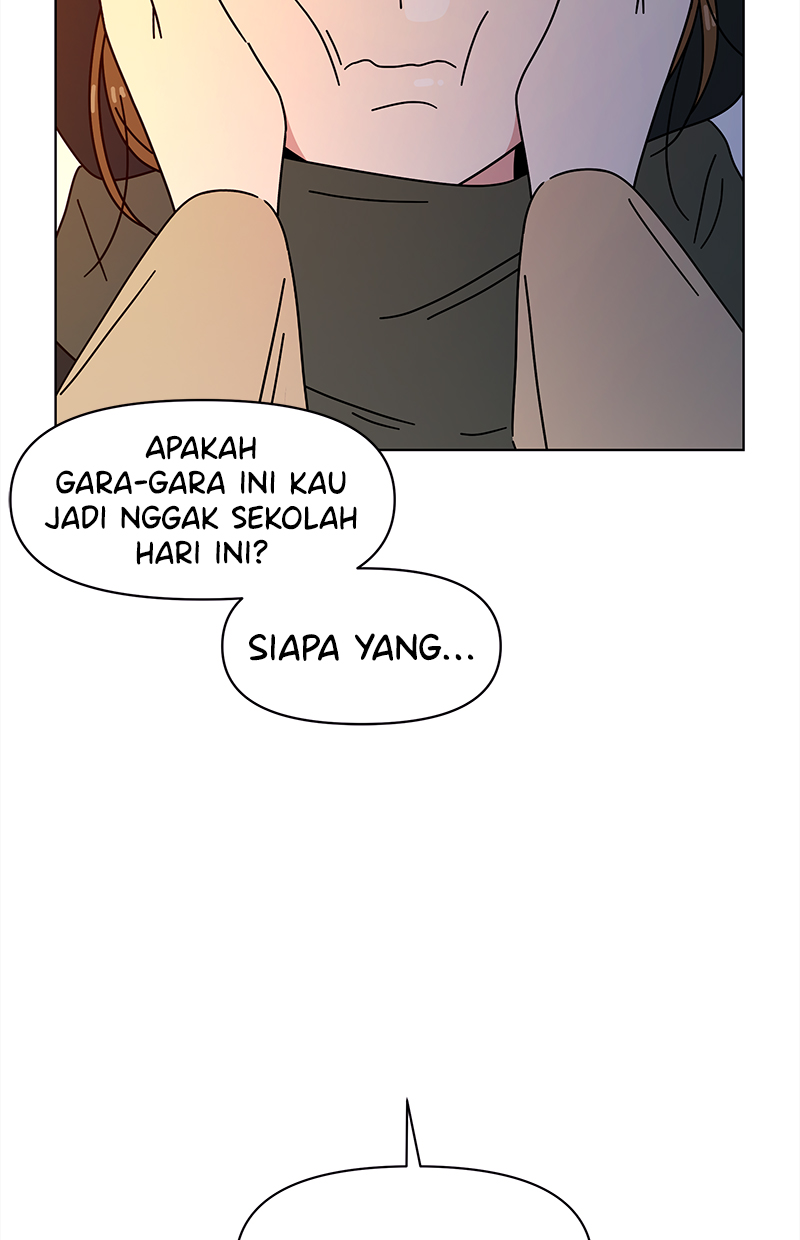 APAKAH
GARA-GARA INI KAU
JADI NGGAK SEKOLAH
HARI INI?
SIAPA YANG...